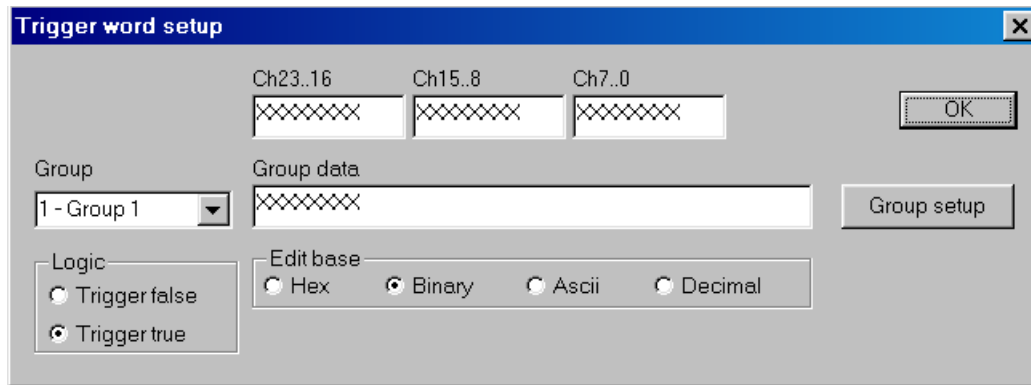 Trigger word setup
Ch23..16 Ch15..8 Ch7..0
XXXXXXXX XXXXXXXX XXXXXXXX OK
Group Group data
1 - Group 1 XXXXXXXX Group setup
Logic Edit base
Trigger false Hex Binary Ascii Decimal
Trigger true